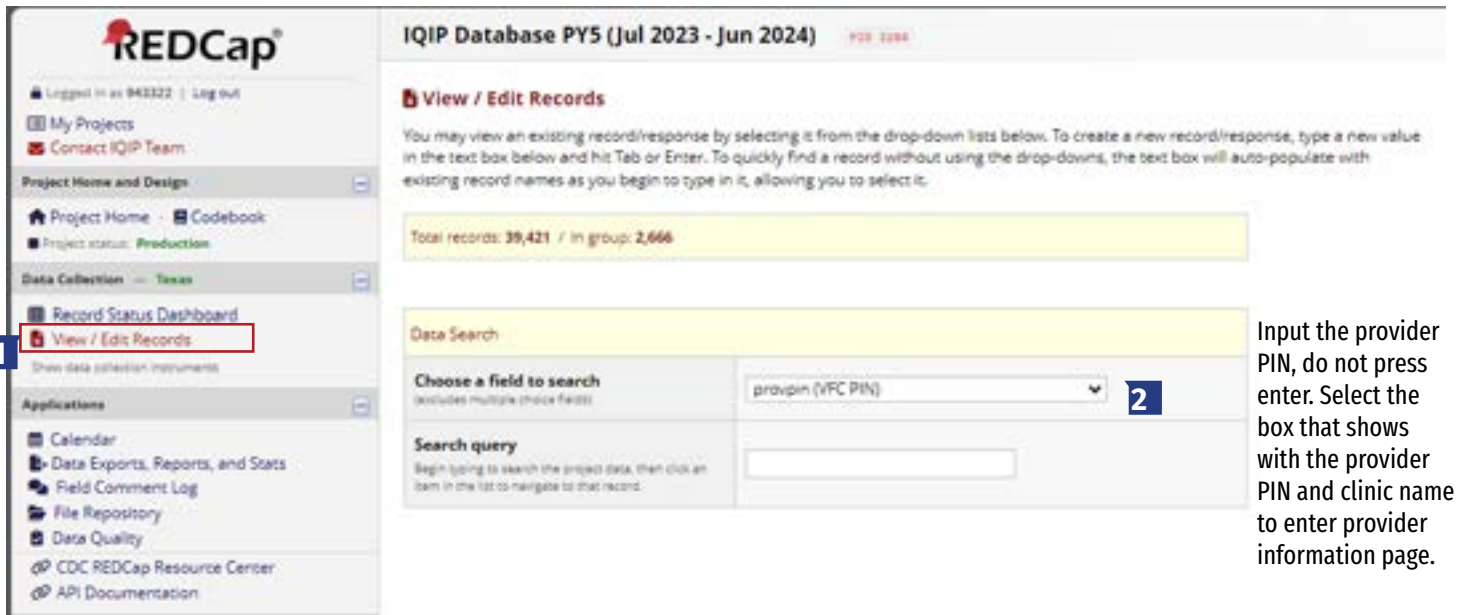 REDCap®
Logged in as 943322 | Log out
My Projects
Contact IQIP Team
Project Home and Design
Project Home · Codebook
Project status: Production
Data Collection — Texas
Record Status Dashboard
1
View / Edit Records
Show data collection instruments
Applications
Calendar
Data Exports, Reports, and Stats
Field Comment Log
File Repository
Data Quality
CDC REDCap Resource Center
API Documentation
IQIP Database PY5 (Jul 2023 - Jun 2024) PID
View / Edit Records
You may view an existing record/response by selecting it from the drop-down lists below. To create a new record/response, type a new value
in the text box below and hit Tab or Enter. To quickly find a record without using the drop-downs, the text box will auto-populate with
existing record names as you begin to type in it, allowing you to select it.
Total records: 39,421 / In group: 2,666
Data Search
Choose a field to search
(excludes multiple choice fields)
provpin (VFC PIN)
2
Search query
Begin typing to search the project data, then click an
item in the list to navigate to that record.
Input the provider
PIN, do not press
enter. Select the
box that shows
with the provider
PIN and clinic name
to enter provider
information page.